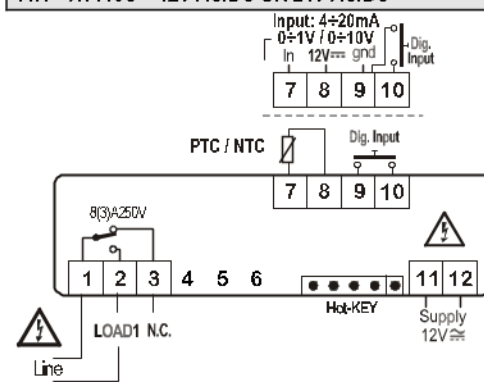 Input: 4÷20mA
0÷1V / 0÷10V
In 12V⎓ gnd
Dig.
Input
7 8 9 10
PTC / NTC
Dig. Input
7 8 9 10
8(3)A250V
1 2 3 4 5 6
11 12
Hot-KEY
LOAD1 N.C.
Supply
12V≅
Line